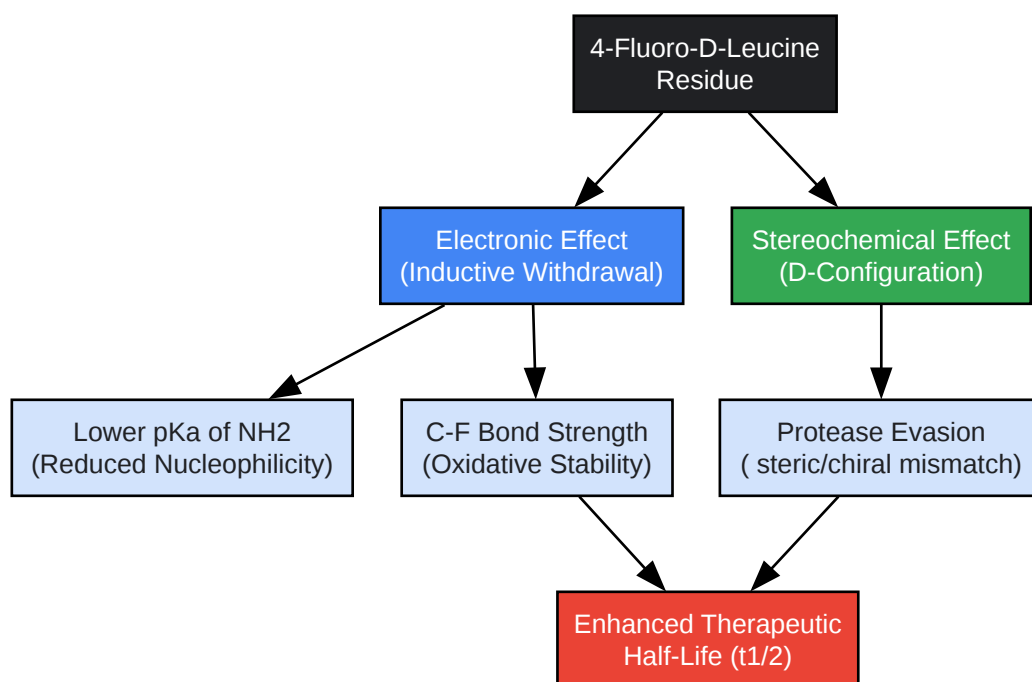 4-Fluoro-D-Leucine
Residue
Electronic Effect
(Inductive Withdrawal)
Stereochemical Effect
(D-Configuration)
Lower pKa of NH2
(Reduced Nucleophilicity)
C-F Bond Strength
(Oxidative Stability)
Protease Evasion
( steric/chiral mismatch)
Enhanced Therapeutic
Half-Life (t1/2)